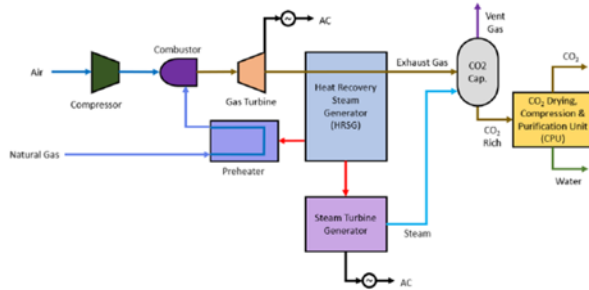 Vent
Gas
AC
Combustor
Air
Compressor
Gas Turbine
Heat Recovery
Steam
Generator
(HRSG)
Exhaust Gas
CO2
Cap.
CO₂
CO₂ Drying,
Compression &
Purification Unit
(CPU)
CO₂
Rich
Natural Gas
Preheater
Water
Steam Turbine
Generator
Steam
AC